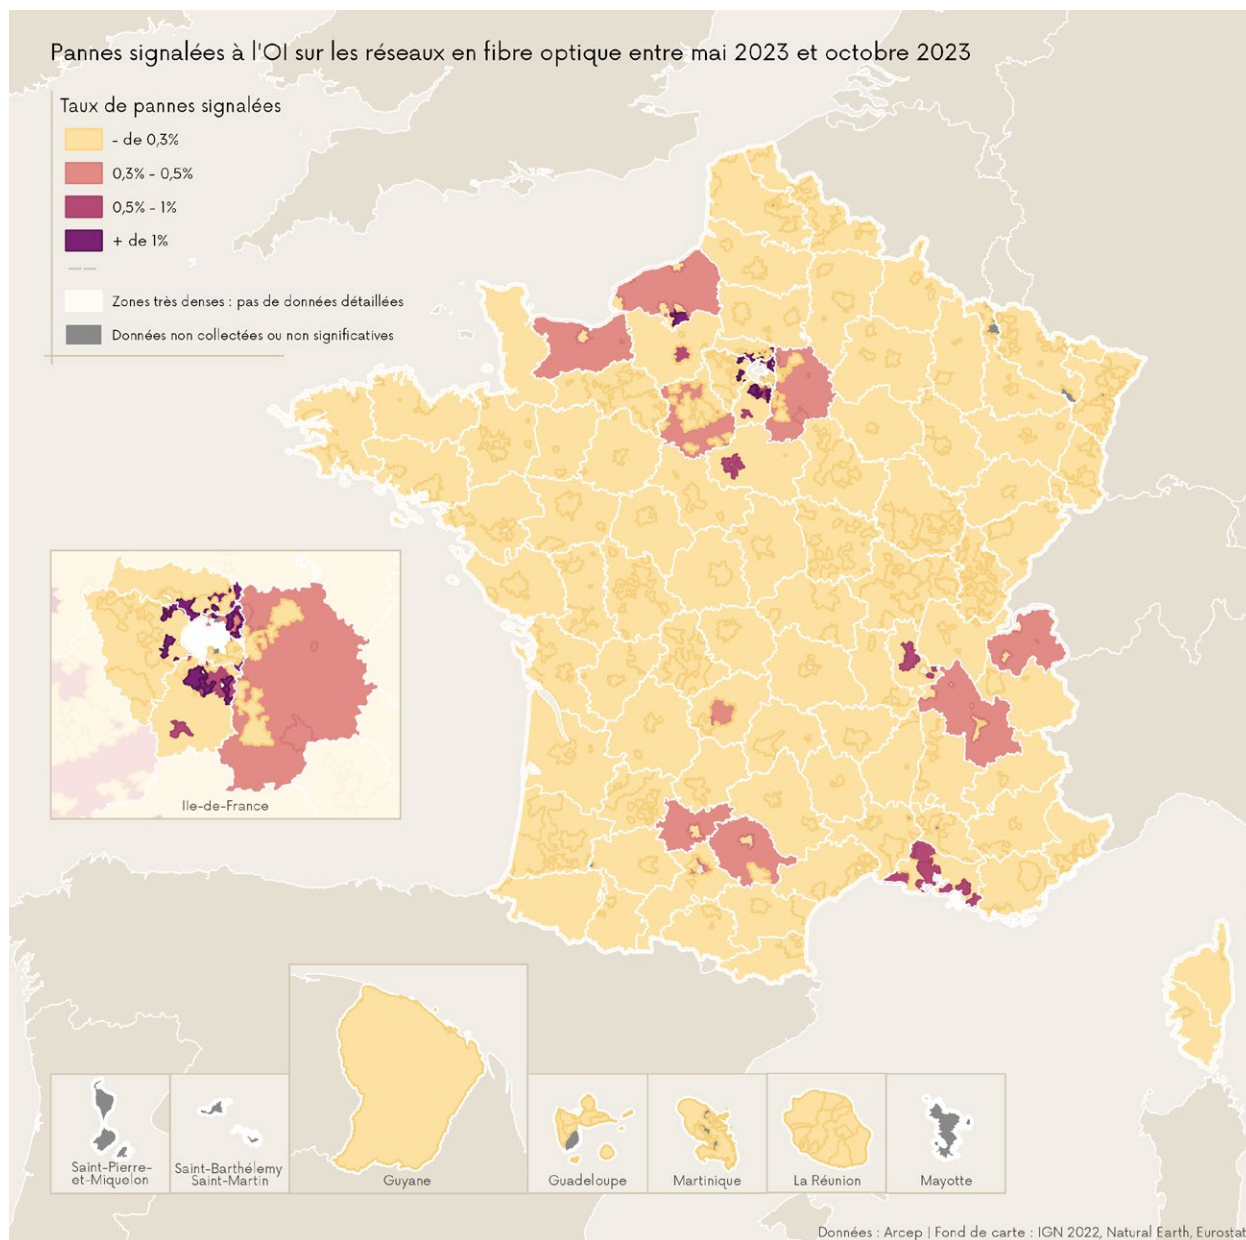 Pannes signalées à l'OI sur les réseaux en fibre optique entre mai 2023 et octobre 2023
Taux de pannes signalées
- de 0,3%
0,3% - 0,5%
0,5% - 1%
+ de 1%
Zones très denses : pas de données détaillées
Données non collectées ou non significatives
Ile-de-France
Saint-Pierre-
et-Miquelon
Saint-Barthélemy
Saint-Martin
Guyane
Guadeloupe
Martinique
La Réunion
Mayotte
Données : Arcep | Fond de carte : IGN 2022, Natural Earth, Eurostat